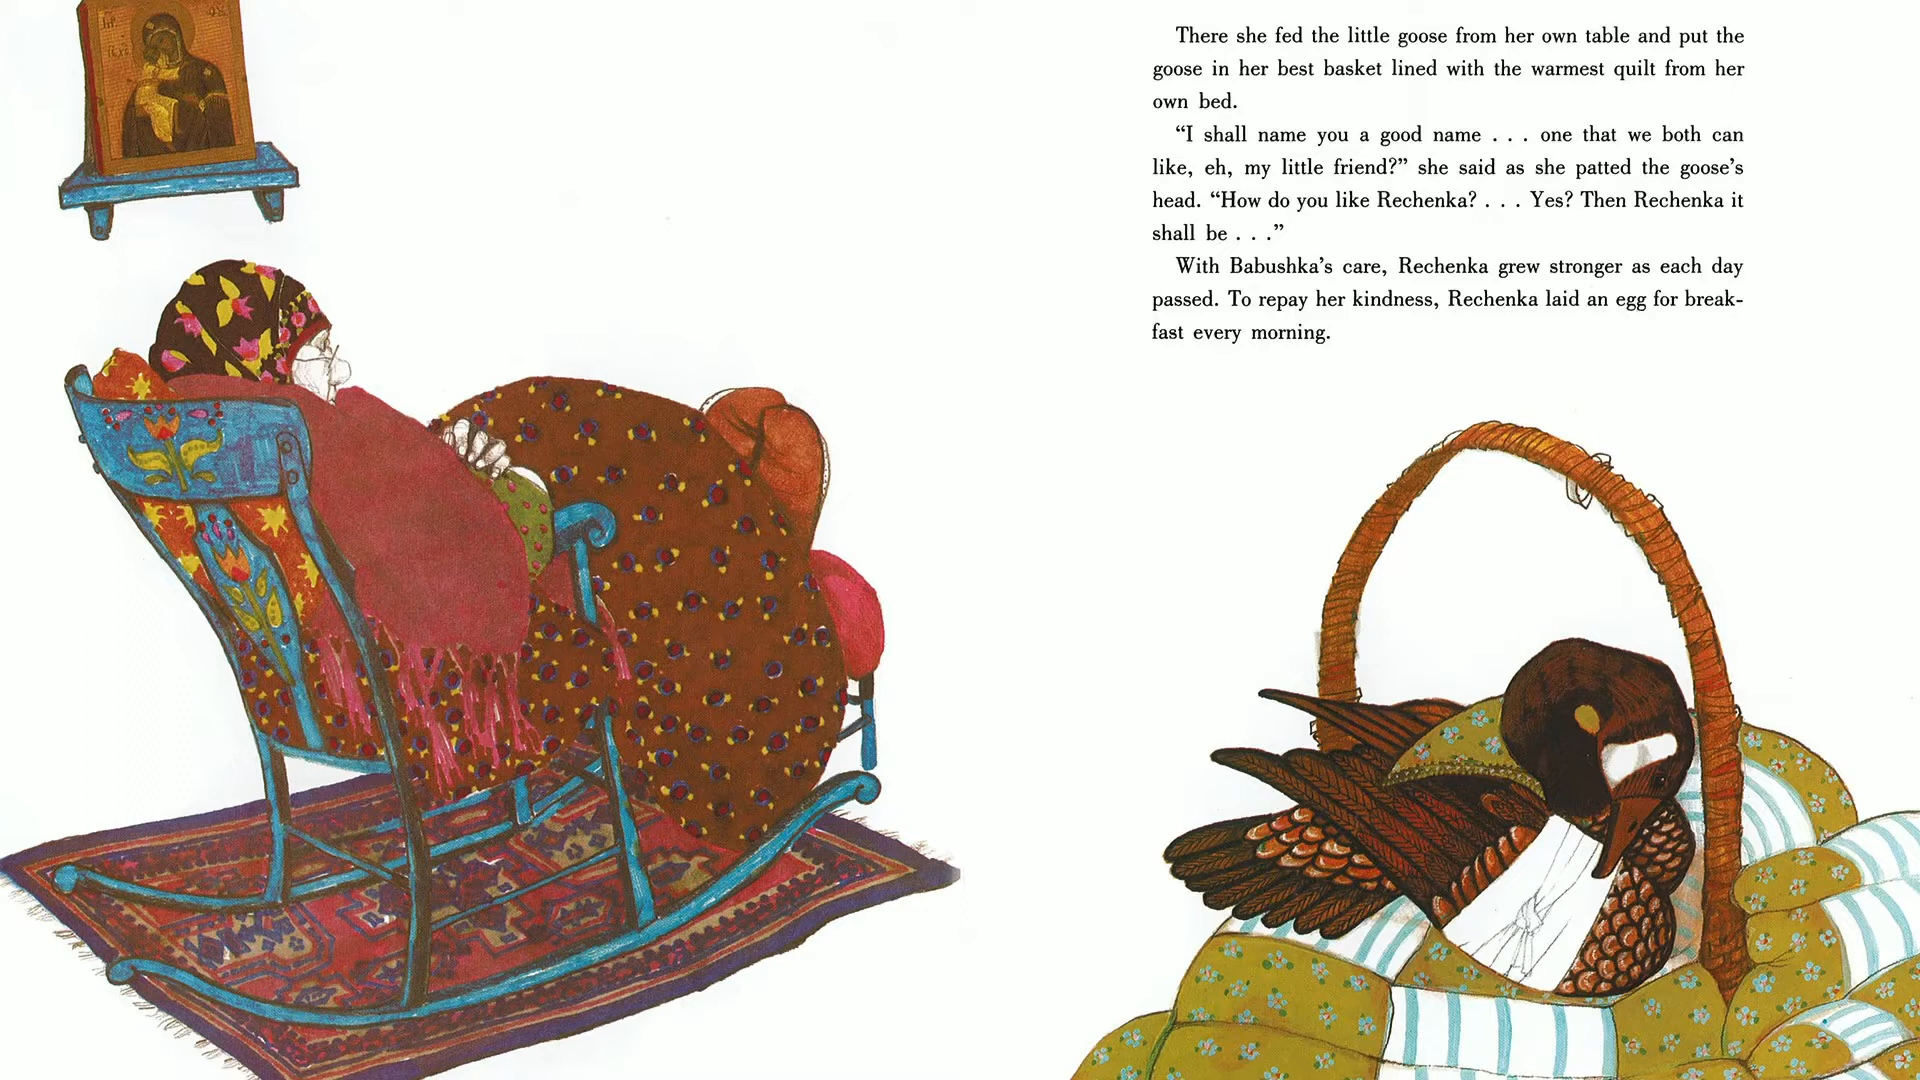 There she fed the little goose from her own table and put the
goose in her best basket lined with the warmest quilt from her
own bed.
“I shall name you a good name . . . one that we both can
like, eh, my little friend?” she said as she patted the goose’s
head. “How do you like Rechenka? . . . Yes? Then Rechenka it
shall be . . .”
With Babushka’s care, Rechenka grew stronger as each day
passed. To repay her kindness, Rechenka laid an egg for break-
fast every morning.